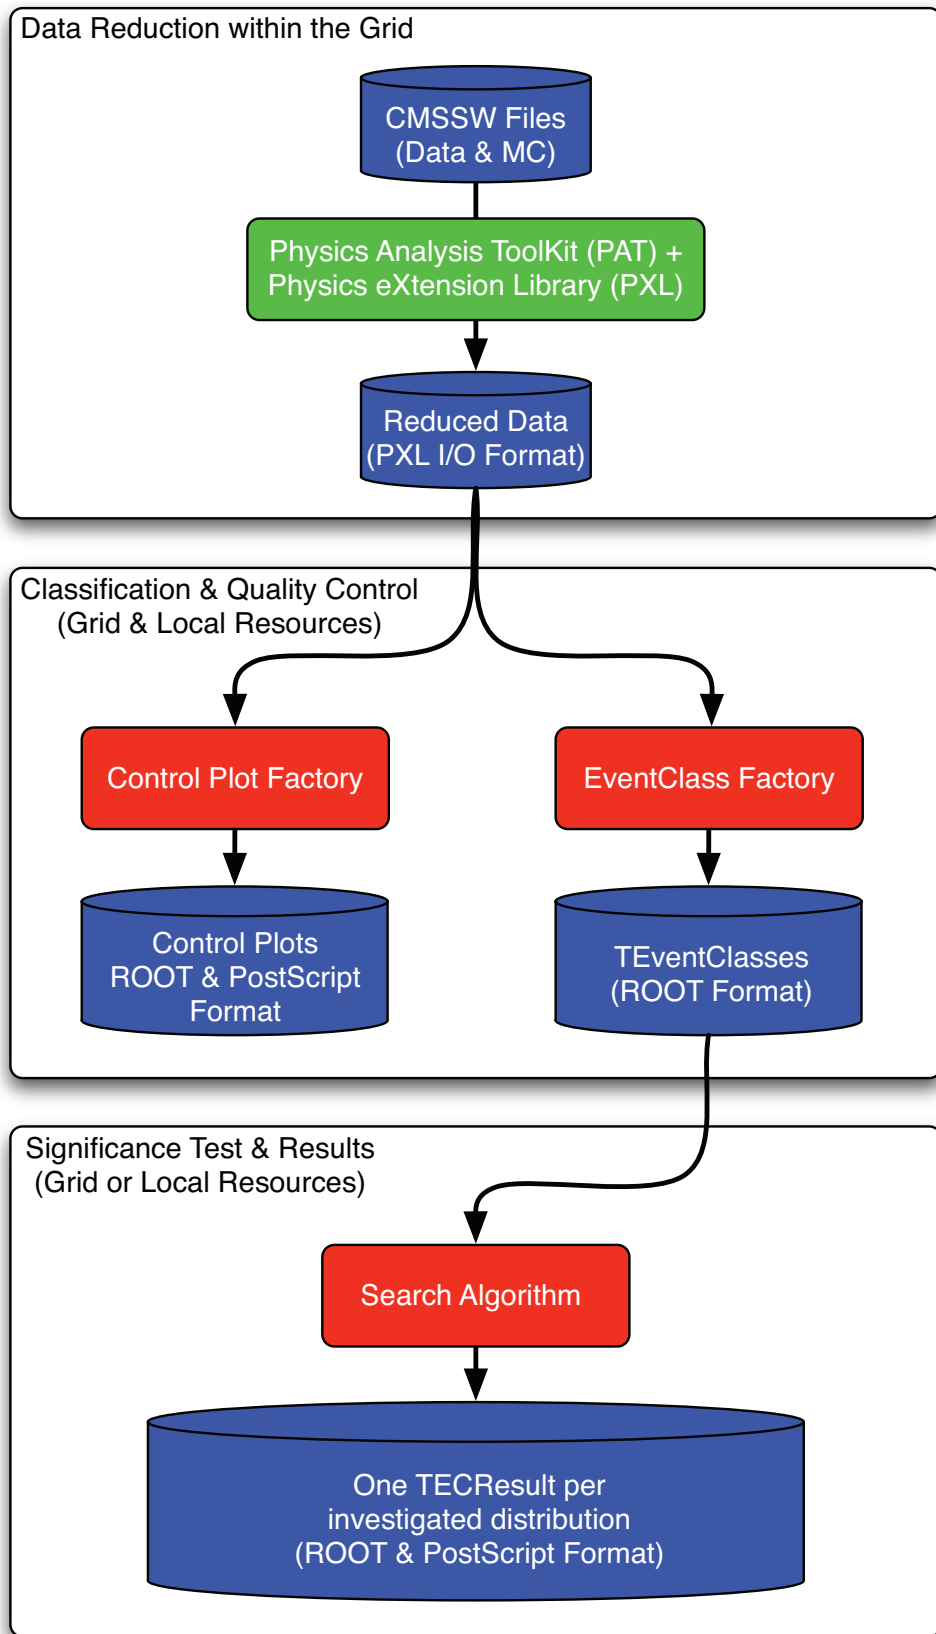 Data Reduction within the Grid
CMSSW Files
(Data & MC)
Physics Analysis ToolKit (PAT) +
Physics eXtension Library (PXL)
Reduced Data
(PXL I/O Format)
Classification & Quality Control
(Grid & Local Resources)
Control Plot Factory
EventClass Factory
Control Plots
ROOT & PostScript
Format
TEventClasses
(ROOT Format)
Significance Test & Results
(Grid or Local Resources)
Search Algorithm
One TECResult per
investigated distribution
(ROOT & PostScript Format)